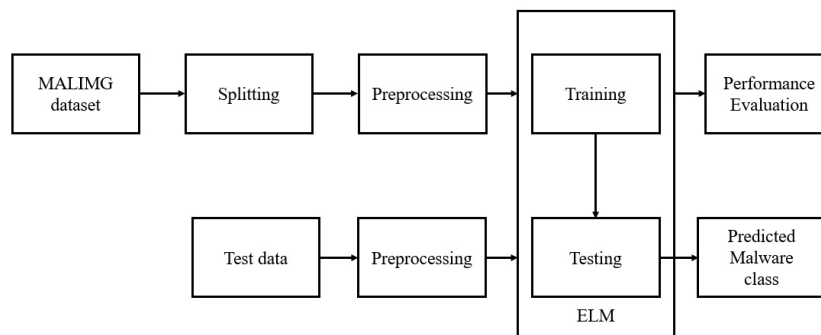 MALIMG
dataset
Splitting
Preprocessing
Training
Performance
Evaluation
Test data
Preprocessing
Testing
Predicted
Malware
class
ELM